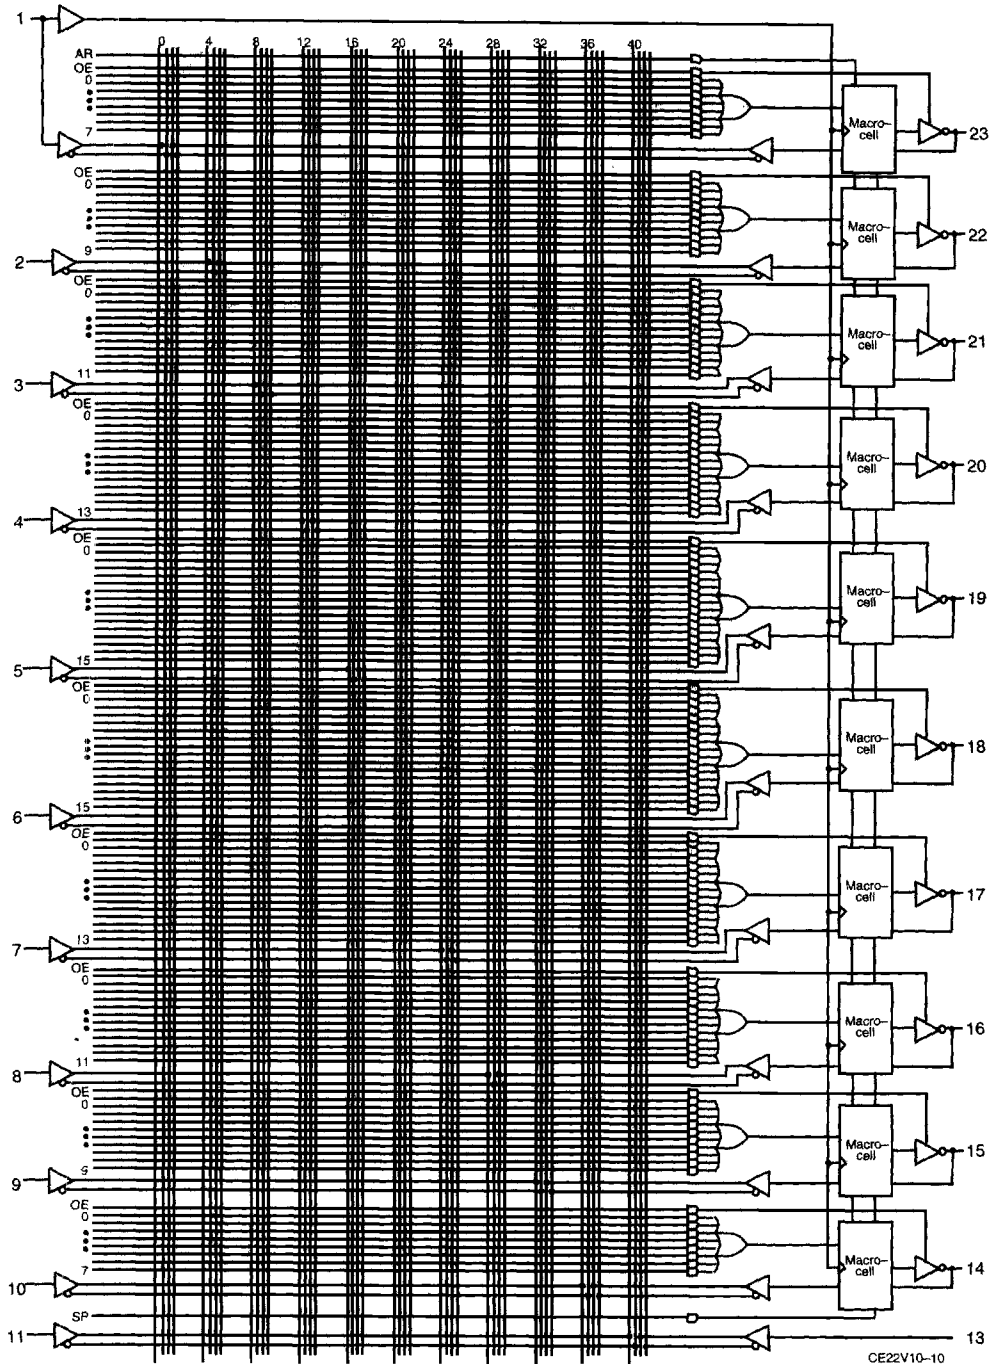 1
0 4 8 12 16 20 24 28 32 36 40
AR
OE
0
7
Macro-
cell
23
OE
0
9
Macro-
cell
22
2
OE
0
11
Macro-
cell
21
3
OE
0
13
Macro-
cell
20
4
OE
0
15
Macro-
cell
19
5
OE
0
15
Macro-
cell
18
6
OE
0
13
Macro-
cell
17
7
OE
0
11
Macro-
cell
16
8
OE
0
9
Macro-
cell
15
9
OE
0
7
Macro-
cell
14
10
SP
11
13
CE22V10-10